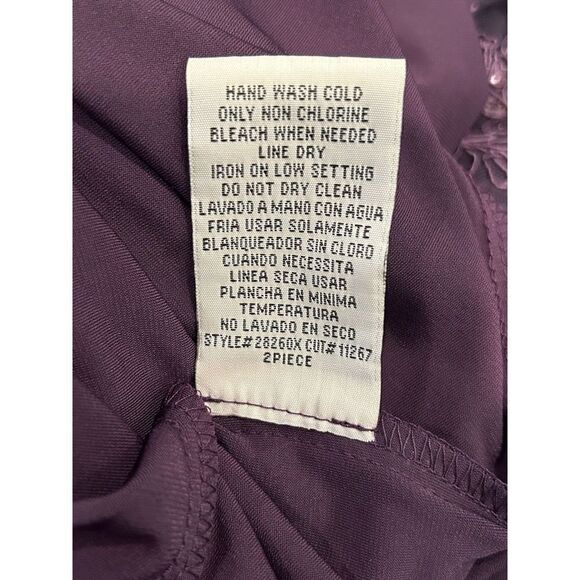 HAND WASH COLD
ONLY NON CHLORINE
BLEACH WHEN NEEDED
LINE DRY
IRON ON LOW SETTING
DO NOT DRY CLEAN
LAVADO A MANO CON AGUA
FRIA USAR SOLAMENTE
BLANQUEADOR SIN CLORO
CUANDO NECESSITA
LINEA SECA USAR
PLANCHA EN MINIMA
TEMPERATURA
NO LAVADO EN SECO
STYLE#28260X CUT#11267
2PIECE